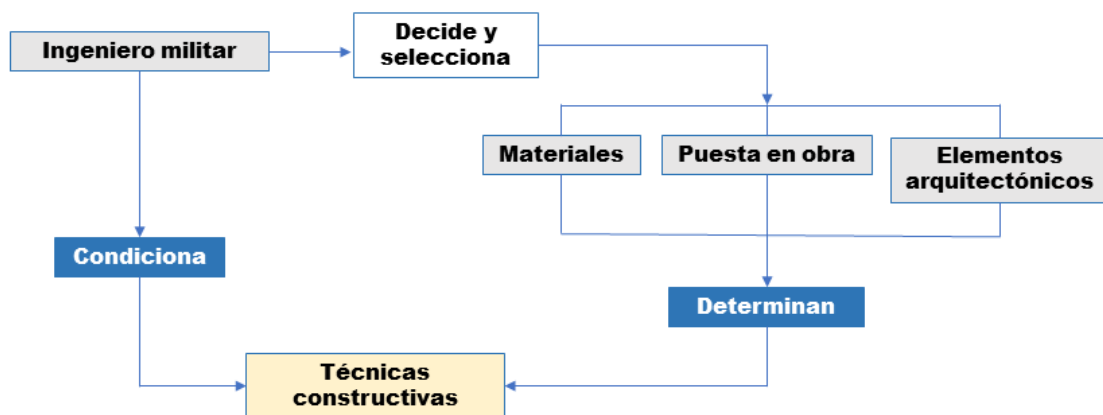 Ingeniero militar
Decide y
selecciona
Materiales
Puesta en obra
Elementos
arquitectónicos
Condiciona
Determinan
Técnicas
constructivas